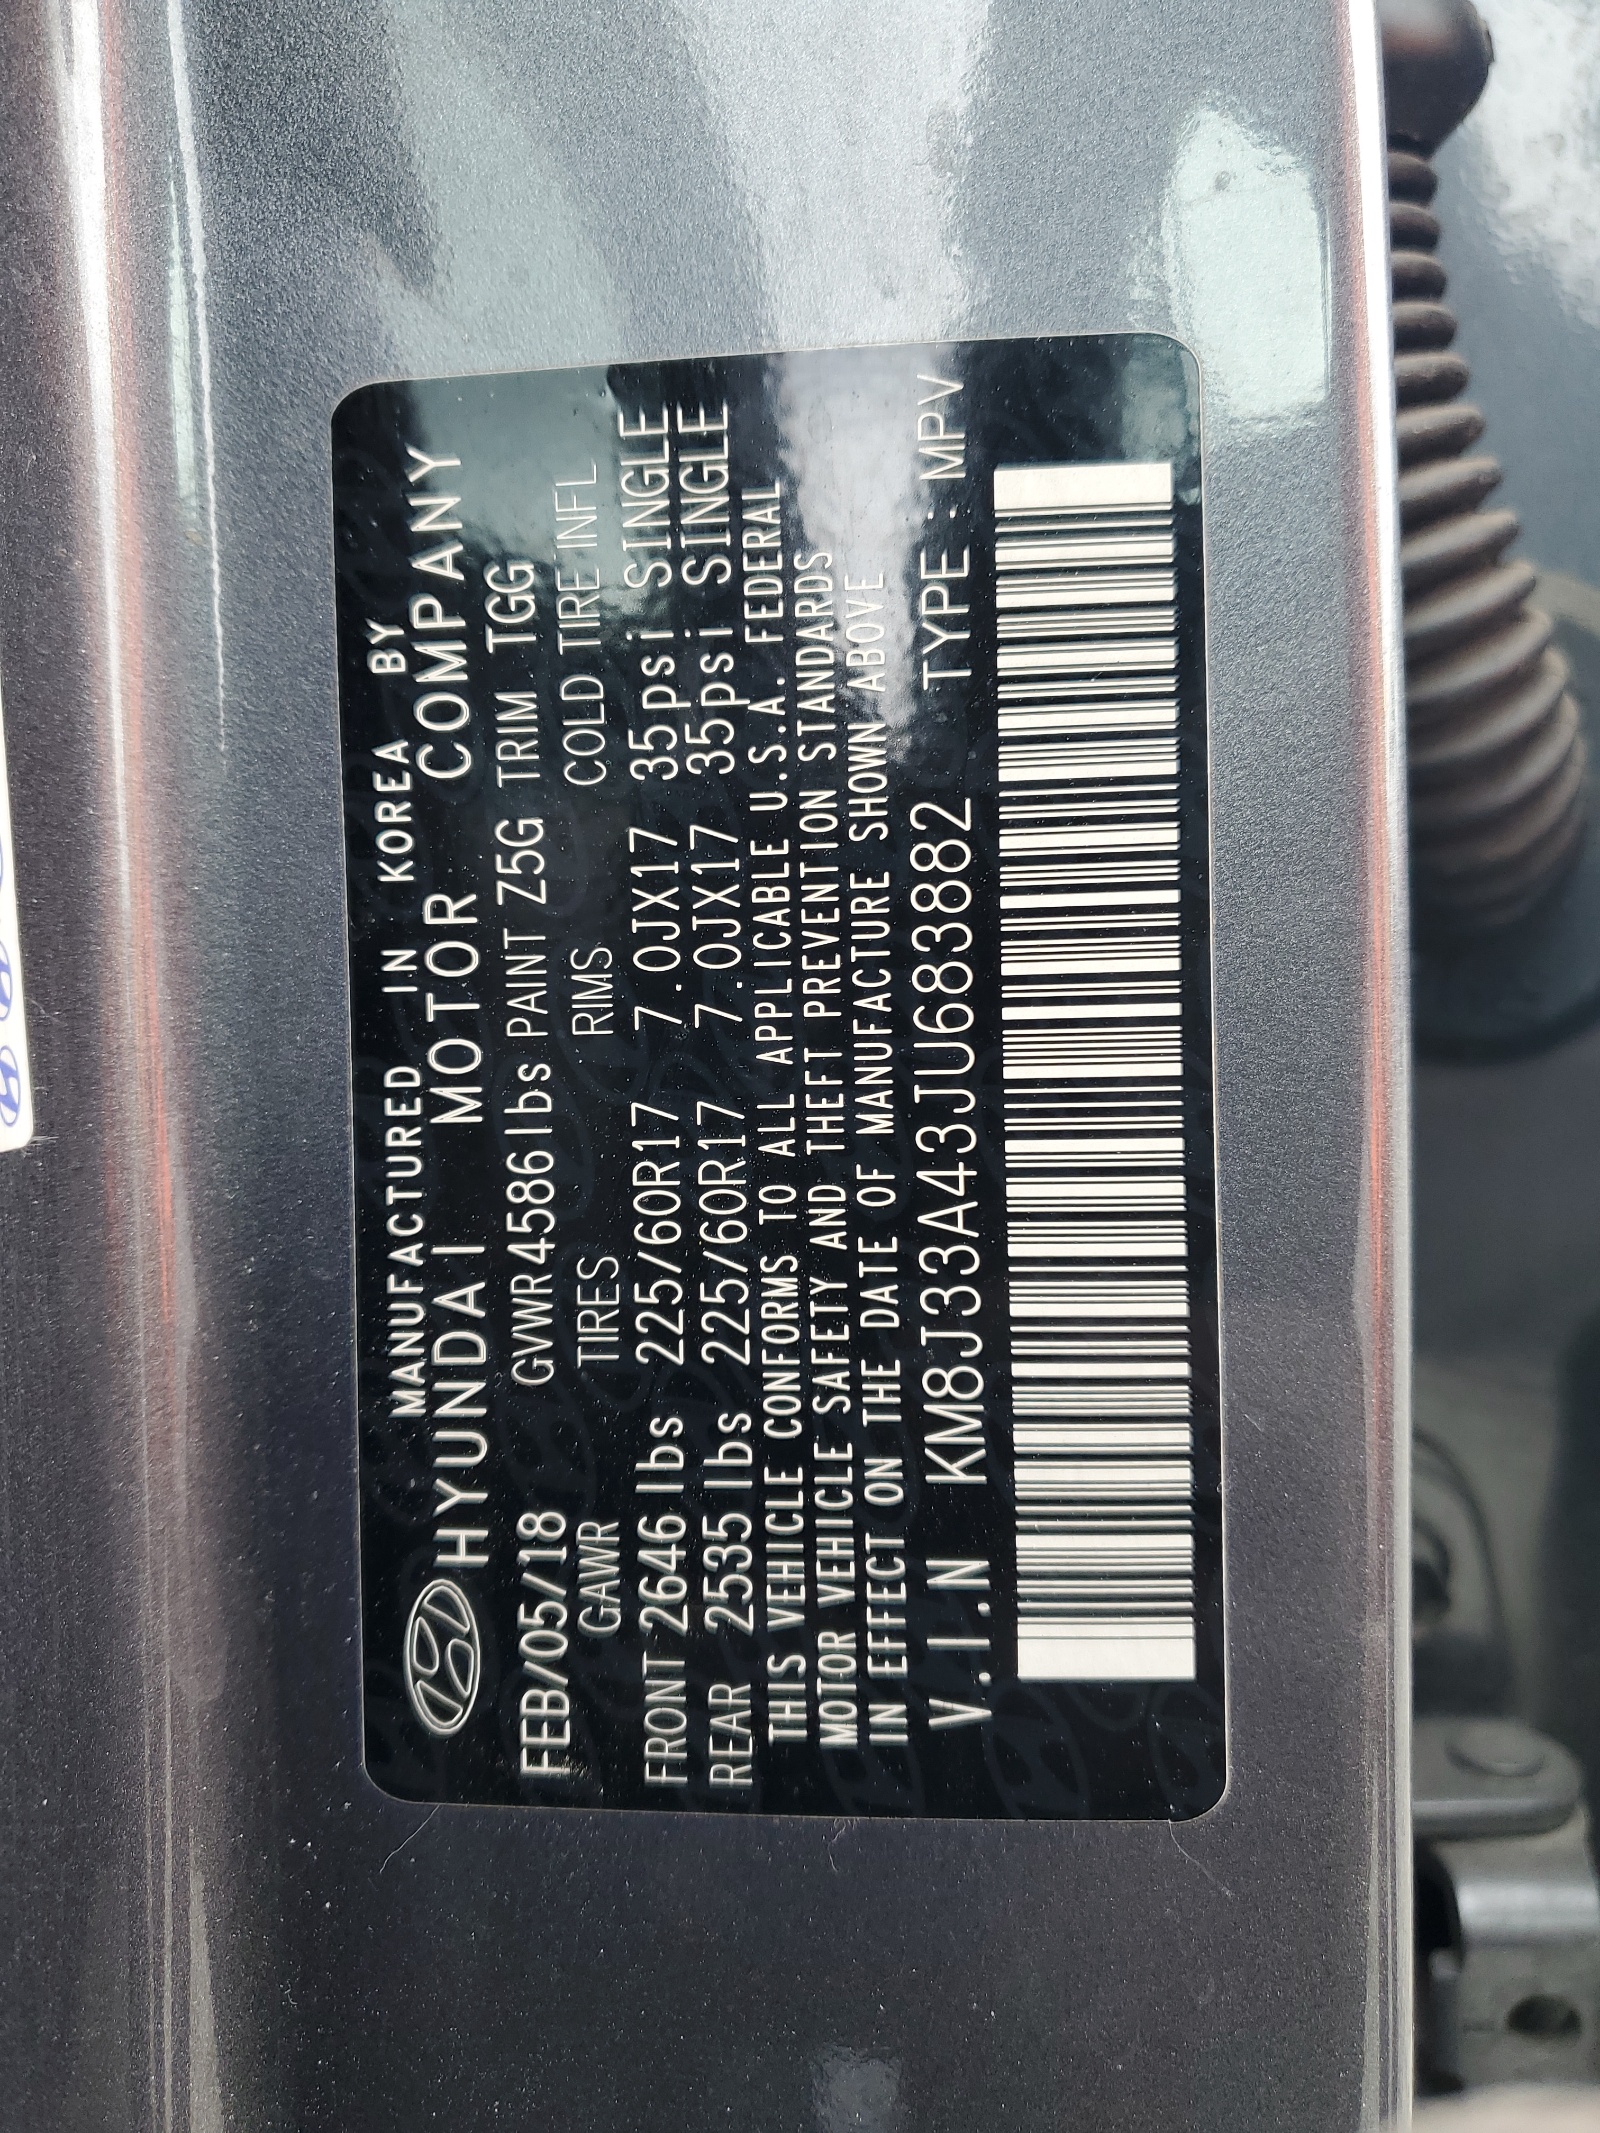 MANUFACTURED IN KOREA BY
HYUNDAI MOTOR COMPANY
FEB/05/18 GVWR4586lbs PAINT Z5G TRIM TGG
GAWR TIRES RIMS COLD TIRE INFL
FRONT 2646 lbs 225/60R17 7.0JX17 35psi SINGLE
REAR 2535 lbs 225/60R17 7.0JX17 35psi SINGLE
THIS VEHICLE CONFORMS TO ALL APPLICABLE U.S.A. FEDERAL
MOTOR VEHICLE SAFETY AND THEFT PREVENTION STANDARDS
IN EFFECT ON THE DATE OF MANUFACTURE SHOWN ABOVE
V.I.N KM8J33A43JU683882 TYPE : MPV